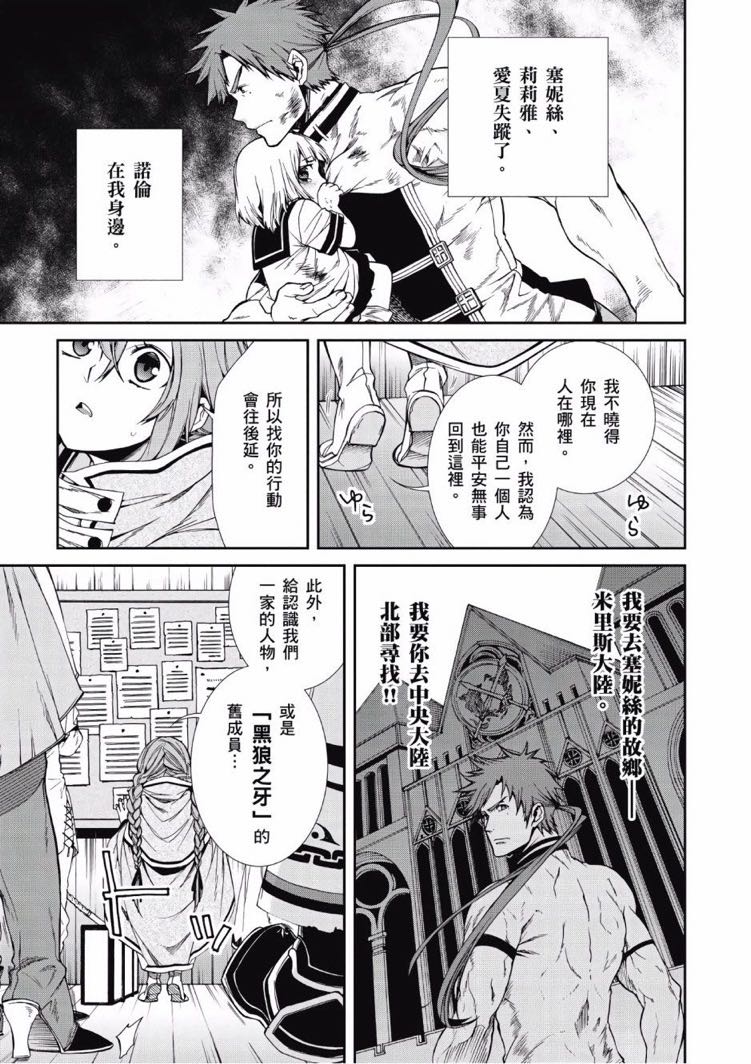 塞妮絲、
莉莉雅、
愛夏失蹤了。
諾倫
在我身邊。
我不曉得
你現在
人在哪裡。
然而，我認為
你自己一個人
也能平安無事
回到這裡。
ゆら
ゆら
所以找你的行動
會往後延。
我要去塞妮絲的故鄉──
米里斯大陸。
我要你去中央大陸
北部尋找!!
此外，
給認識我們
一家的人物，
或是
「黑狼之牙」的
舊成員…